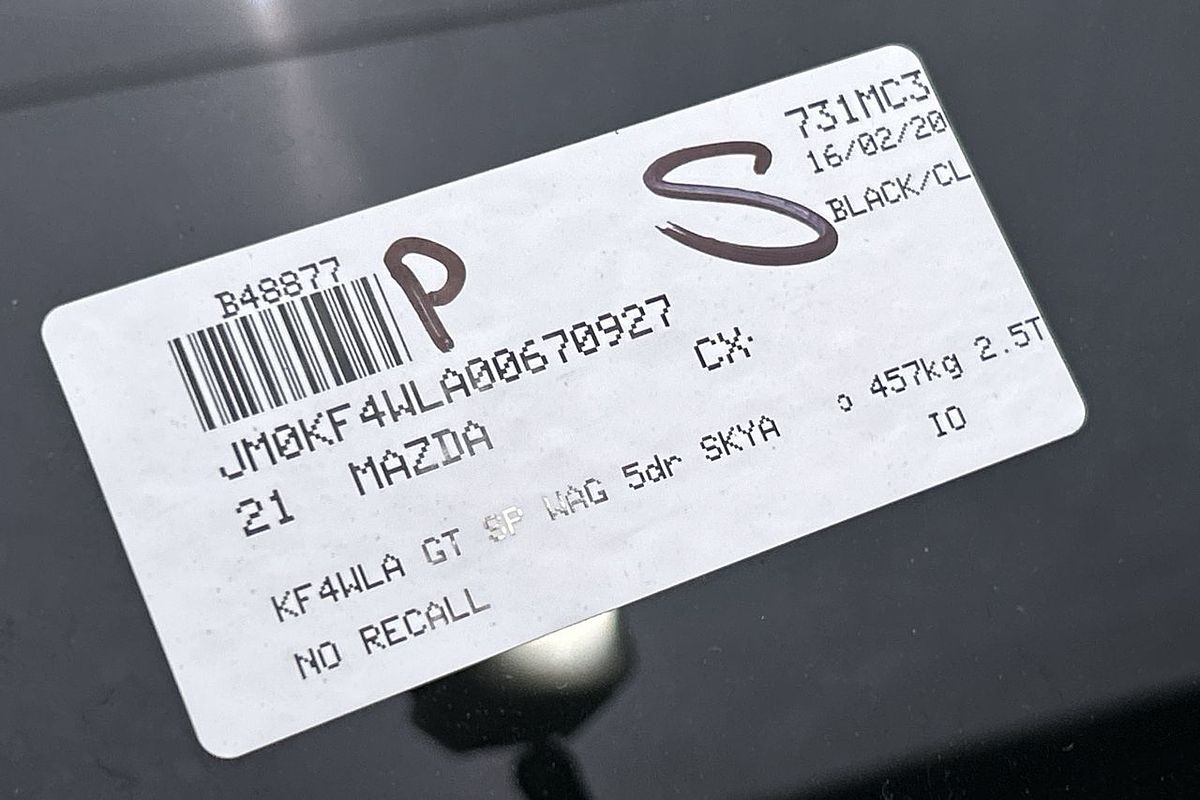 731MC3
16/02/20
BLACK/CL
S
B48877
P
JM0KF4WLA00670927
21 MAZDA CX-
KF4WLA GT SP WAG 5dr SKYA 457kg 2.5T
NO RECALL IO